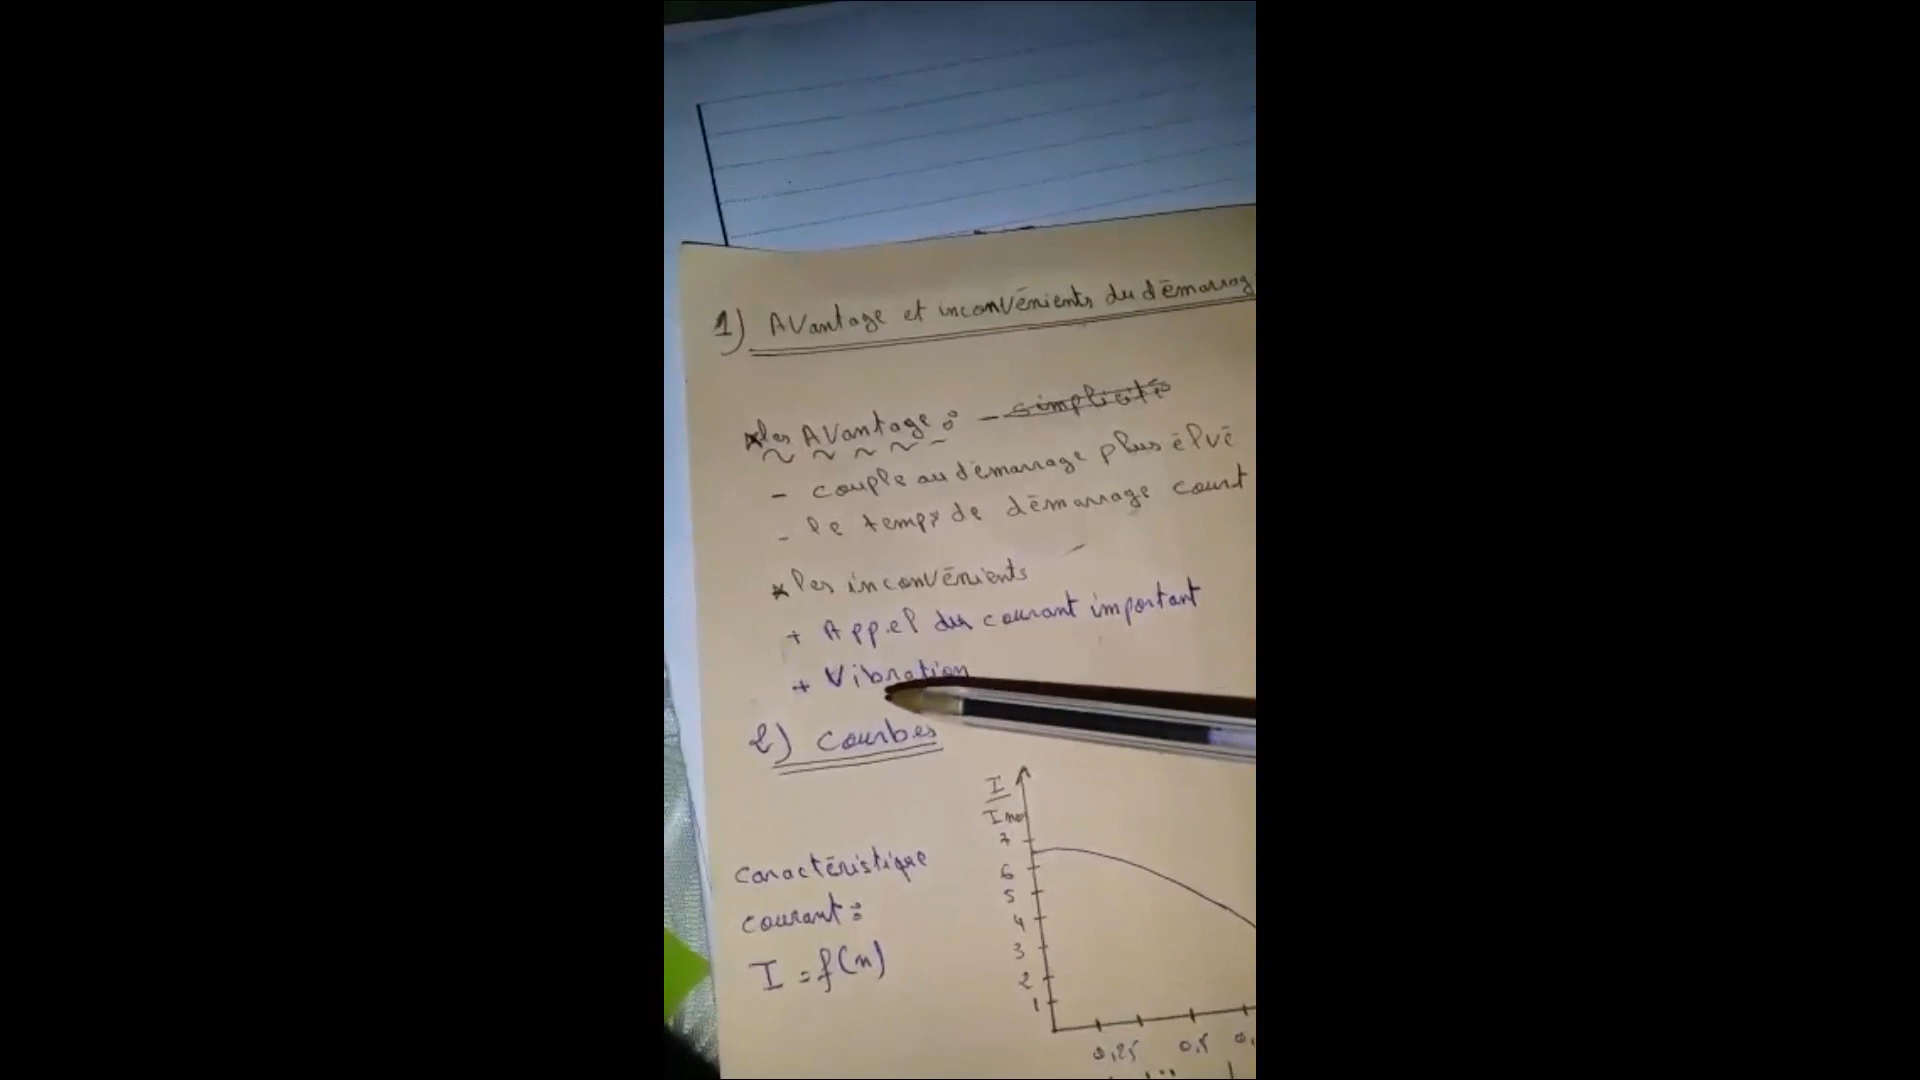 1) Avantage et inconvénients du démarrag
*les Avantage : - simplicité
- couple au démarrage plus élvé
- le temps de démarrage court
* les inconvénients
+ Appel du courant important
+ Vibration
2) courbes
I
Ino
7
6
5
4
3
2
1
caractéristique
courant :
I = f(n)
0,25 0,5 0,